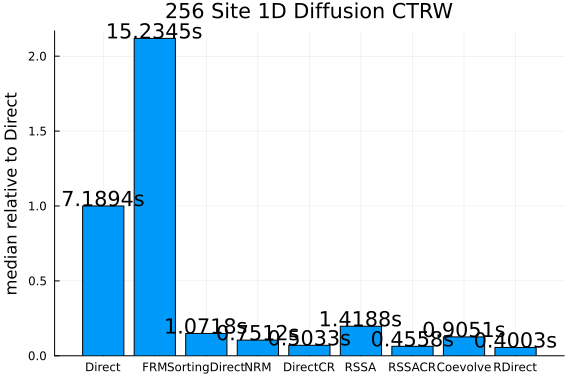 256 Site 1D Diffusion CTRW
median relative to Direct
2.0
1.5
1.0
0.5
0.0
7.1894s
15.2345s
1.0718s
0.7512s
0.5033s
1.4188s
0.4558s
0.9051s
0.4003s
Direct FRM SortingDirect NRM DirectCR RSSA RSSACR Coevolve RDirect